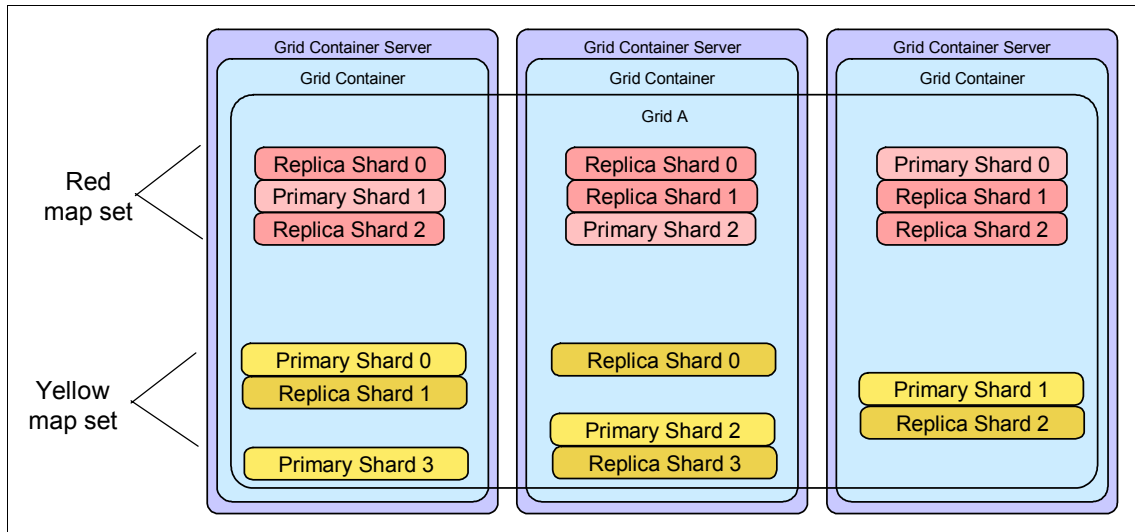 Grid Container Server
Grid Container Server
Grid Container Server
Grid Container
Grid Container
Grid Container
Grid A
Red
map set
Replica Shard 0
Primary Shard 1
Replica Shard 2
Replica Shard 0
Replica Shard 1
Primary Shard 2
Primary Shard 0
Replica Shard 1
Replica Shard 2
Yellow
map set
Primary Shard 0
Replica Shard 1
Primary Shard 3
Replica Shard 0
Primary Shard 2
Replica Shard 3
Primary Shard 1
Replica Shard 2